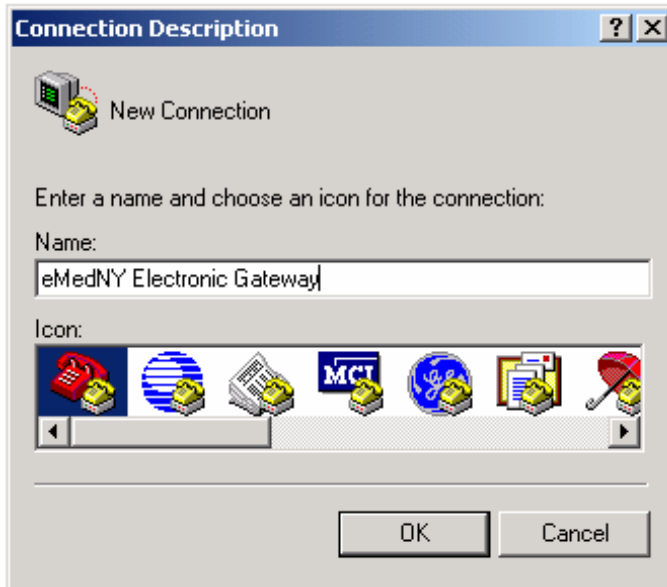 Connection Description
New Connection
Enter a name and choose an icon for the connection:
Name:
eMedNY Electronic Gateway
Icon:
MCI
OK Cancel